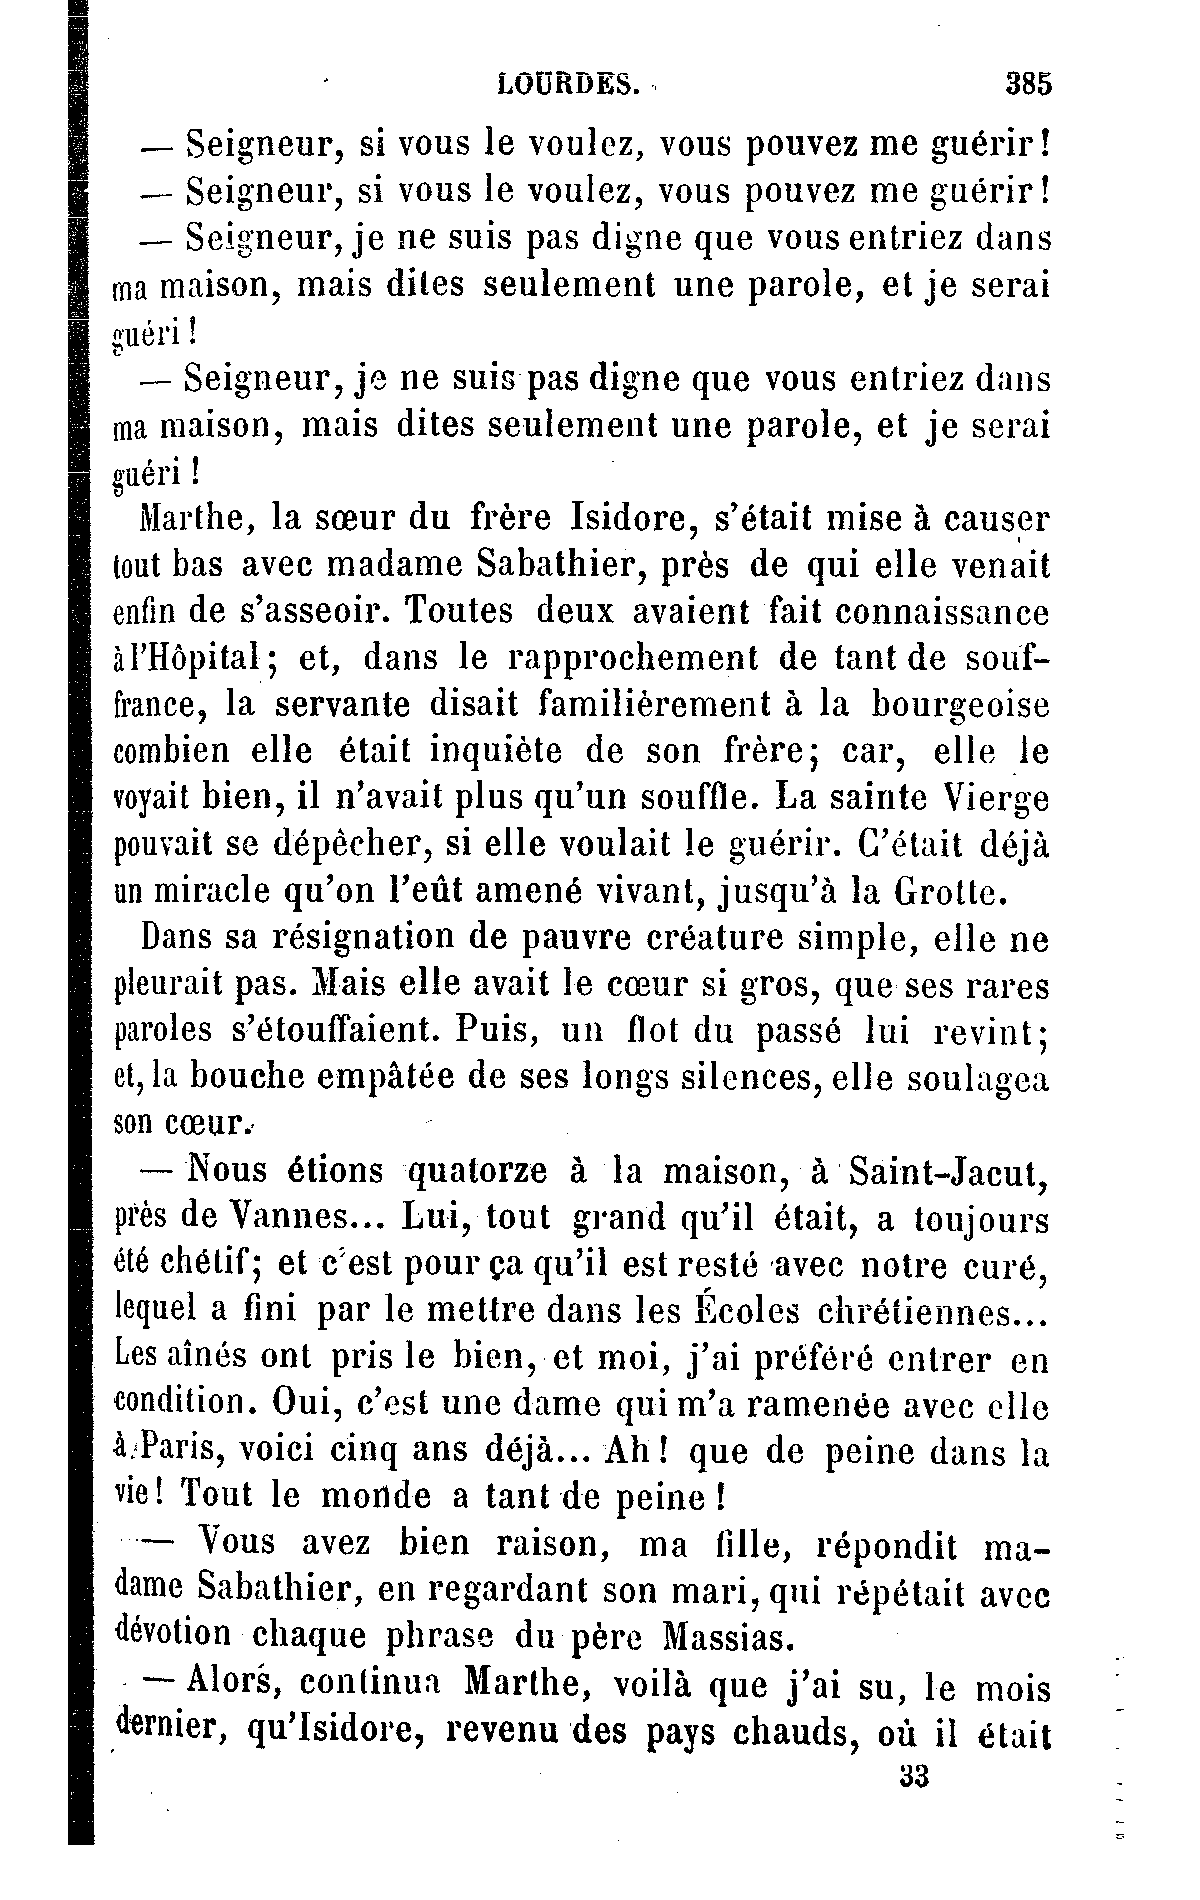 LOURDES. 385
— Seigneur, si vous le voulez, vous pouvez me guérir!
— Seigneur, si vous le voulez, vous pouvez me guérir!
— Seigneur, je ne suis pas digne que vous entriez dans
ma maison, mais dites seulement une parole, et je serai
guéri !
— Seigneur, je ne suis pas digne que vous entriez dans
ma maison, mais dites seulement une parole, et je serai
guéri !
Marthe, la sœur du frère Isidore, s'était mise à causer
tout bas avec madame Sabathier, près de qui elle venait
enfin de s'asseoir. Toutes deux avaient fait connaissance
à l'Hôpital; et, dans le rapprochement de tant de souf-
france, la servante disait familièrement à la bourgeoise
combien elle était inquiète de son frère; car, elle le
voyait bien, il n'avait plus qu'un souffle. La sainte Vierge
pouvait se dépêcher, si elle voulait le guérir. C'était déjà
un miracle qu'on l'eût amené vivant, jusqu'à la Grotte.
Dans sa résignation de pauvre créature simple, elle ne
pleurait pas. Mais elle avait le cœur si gros, que ses rares
paroles s'étouffaient. Puis, un flot du passé lui revint;
et, la bouche empâtée de ses longs silences, elle soulagea
son cœur.
— Nous étions quatorze à la maison, à Saint-Jacut,
près de Vannes... Lui, tout grand qu'il était, a toujours
été chétif; et c'est pour ça qu'il est resté avec notre curé,
lequel a fini par le mettre dans les Écoles chrétiennes...
Les aînés ont pris le bien, et moi, j'ai préféré entrer en
condition. Oui, c'est une dame qui m'a ramenée avec elle
à Paris, voici cinq ans déjà... Ah ! que de peine dans la
vie! Tout le monde a tant de peine !
— Vous avez bien raison, ma fille, répondit ma-
dame Sabathier, en regardant son mari, qui répétait avec
dévotion chaque phrase du père Massias.
— Alors, continua Marthe, voilà que j'ai su, le mois
dernier, qu'Isidore, revenu des pays chauds, où il était
33